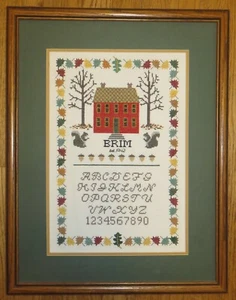 BRIM
ABCDEFG
HIJKLMN
OPQRSTU
VWXYZ
1234567890